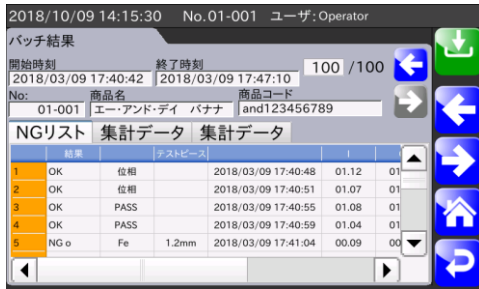 2018/10/09 14:15:30 No.01-001 ユーザ:Operator
バッチ結果
開始時刻 終了時刻 100 /100
2018/03/09 17:40:42 2018/03/09 17:47:10
No: 商品名 商品コード
01-001 エー・アンド・デイ バナナ and123456789
NGリスト 集計データ 集計データ
結果 テストピース I
1 OK 位相 2018/03/09 17:40:48 01.12 01
2 OK 位相 2018/03/09 17:40:51 01.07 01
3 OK PASS 2018/03/09 17:40:55 01.08 01
4 OK PASS 2018/03/09 17:40:59 01.04 01
5 NG o Fe 1.2mm 2018/03/09 17:41:04 00.09 00